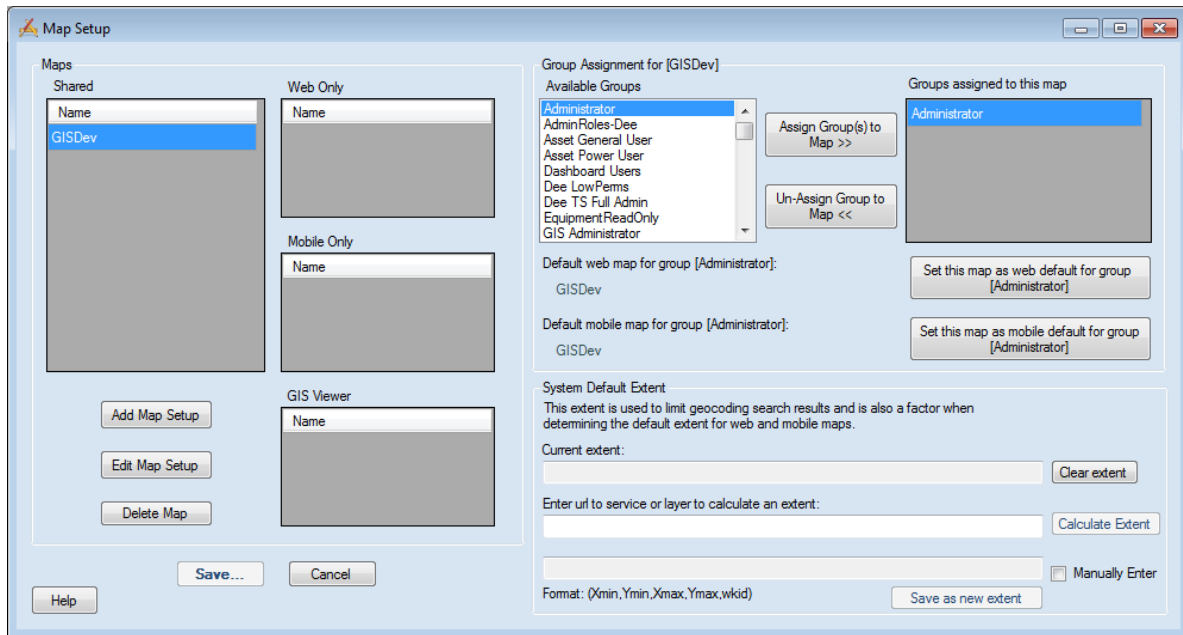 Map Setup
Maps
Shared
Name
GISDev
Web Only
Name
Mobile Only
Name
GIS Viewer
Name
Add Map Setup
Edit Map Setup
Delete Map
Save...
Cancel
Help
Group Assignment for [GISDev]
Available Groups
Administrator
AdminRoles-Dee
Asset General User
Asset Power User
Dashboard Users
Dee LowPerms
Dee TS Full Admin
EquipmentReadOnly
GIS Administrator
Assign Group(s) to
Map >>
Un-Assign Group to
Map <<
Groups assigned to this map
Administrator
Default web map for group [Administrator]:
GISDev
Set this map as web default for group
[Administrator]
Default mobile map for group [Administrator]:
GISDev
Set this map as mobile default for group
[Administrator]
System Default Extent
This extent is used to limit geocoding search results and is also a factor when
determining the default extent for web and mobile maps.
Current extent:
Clear extent
Enter url to service or layer to calculate an extent:
Calculate Extent
Manually Enter
Format: (Xmin,Ymin,Xmax,Ymax,wkid)
Save as new extent